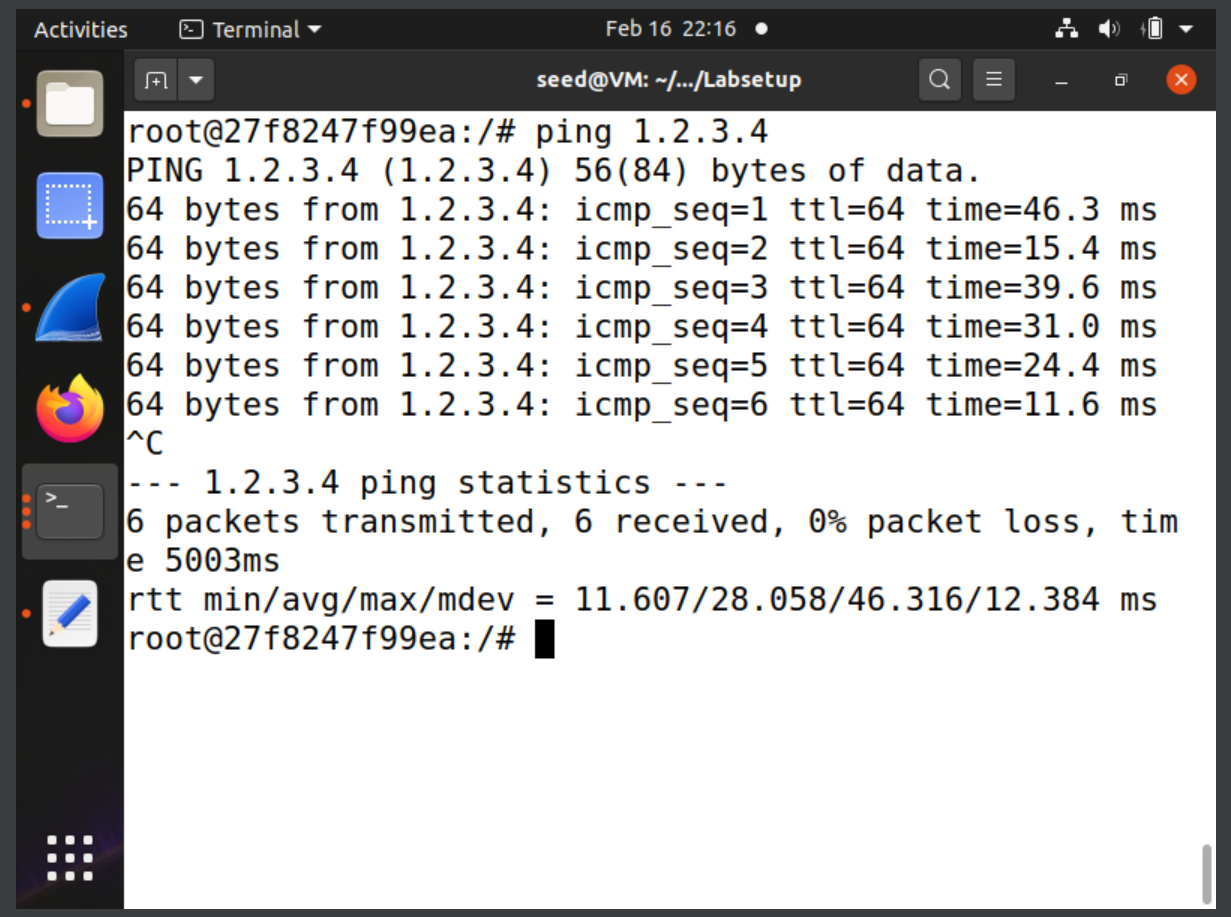 Activities Terminal Feb 16 22:16
seed@VM: ~/.../Labsetup
root@27f8247f99ea:/# ping 1.2.3.4
PING 1.2.3.4 (1.2.3.4) 56(84) bytes of data.
64 bytes from 1.2.3.4: icmp_seq=1 ttl=64 time=46.3 ms
64 bytes from 1.2.3.4: icmp_seq=2 ttl=64 time=15.4 ms
64 bytes from 1.2.3.4: icmp_seq=3 ttl=64 time=39.6 ms
64 bytes from 1.2.3.4: icmp_seq=4 ttl=64 time=31.0 ms
64 bytes from 1.2.3.4: icmp_seq=5 ttl=64 time=24.4 ms
64 bytes from 1.2.3.4: icmp_seq=6 ttl=64 time=11.6 ms
^C
--- 1.2.3.4 ping statistics ---
6 packets transmitted, 6 received, 0% packet loss, tim
e 5003ms
rtt min/avg/max/mdev = 11.607/28.058/46.316/12.384 ms
root@27f8247f99ea:/#